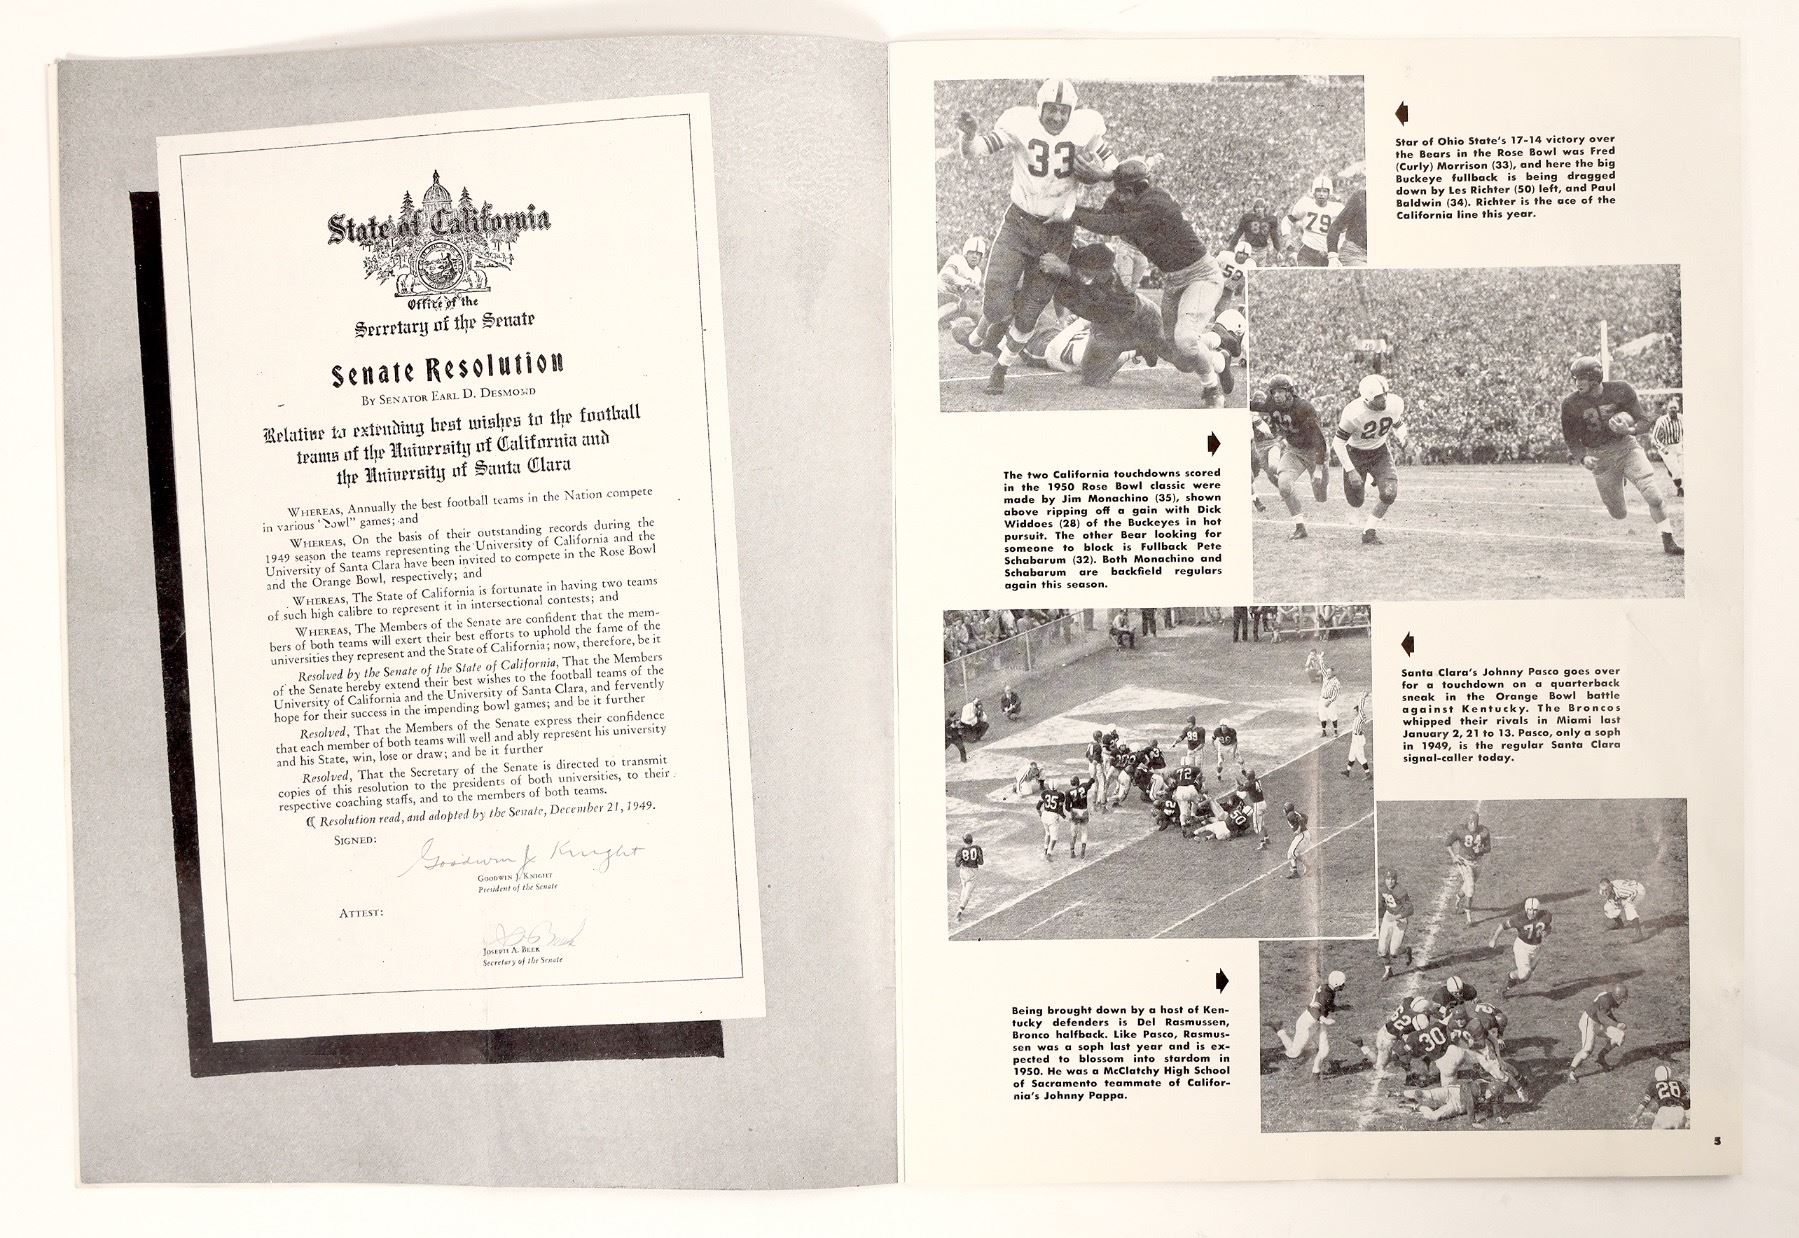 State of California
Office of the
Secretary of the Senate
Senate Resolution
BY SENATOR EARL D. DESMOND
Relative to extending best wishes to the football
teams of the University of California and
the University of Santa Clara
WHEREAS, Annually the best football teams in the Nation compete
in various "bowl" games; and
WHEREAS, On the basis of their outstanding records during the
1949 season the teams representing the University of California and the
University of Santa Clara have been invited to compete in the Rose Bowl
and the Orange Bowl, respectively; and
WHEREAS, The State of California is fortunate in having two teams
of such high calibre to represent it in intersectional contests; and
WHEREAS, The Members of the Senate are confident that the mem-
bers of both teams will exert their best efforts to uphold the fame of the
universities they represent and the State of California; now, therefore, be it
Resolved by the Senate of the State of California, That the Members
of the Senate hereby extend their best wishes to the football teams of the
University of California and the University of Santa Clara, and fervently
hope for their success in the impending bowl games; and be it further
Resolved, That the Members of the Senate express their confidence
that each member of both teams will well and ably represent his university
and his State, win, lose or draw; and be it further
Resolved, That the Secretary of the Senate is directed to transmit
copies of this resolution to the presidents of both universities, to their
respective coaching staffs, and to the members of both teams.
¶ Resolution read, and adopted by the Senate, December 21, 1949.
SIGNED:
Goodwin J Knight
GOODWIN J. KNIGHT
President of the Senate
ATTEST:
JOSEPH A. BEEK
Secretary of the Senate
33
79
83
52
Star of Ohio State's 17-14 victory over
the Bears in the Rose Bowl was Fred
(Curly) Morrison (33), and here the big
Buckeye fullback is being dragged
down by Les Richter (50) left, and Paul
Baldwin (34). Richter is the ace of the
California line this year.
28
35
The two California touchdowns scored
in the 1950 Rose Bowl classic were
made by Jim Monachino (35), shown
above ripping off a gain with Dick
Widdoes (28) of the Buckeyes in hot
pursuit. The other Bear looking for
someone to block is Fullback Pete
Schabarum (32). Both Monachino and
Schabarum are backfield regulars
again this season.
89
72
35
72
50
80
Santa Clara's Johnny Pasco goes over
for a touchdown on a quarterback
sneak in the Orange Bowl battle
against Kentucky. The Broncos
whipped their rivals in Miami last
January 2, 21 to 13. Pasco, only a soph
in 1949, is the regular Santa Clara
signal-caller today.
84
73
30
28
Being brought down by a host of Ken-
tucky defenders is Del Rasmussen,
Bronco halfback. Like Pasco, Rasmus-
sen was a soph last year and is ex-
pected to blossom into stardom in
1950. He was a McClatchy High School
of Sacramento teammate of Califor-
nia's Johnny Pappa.
5